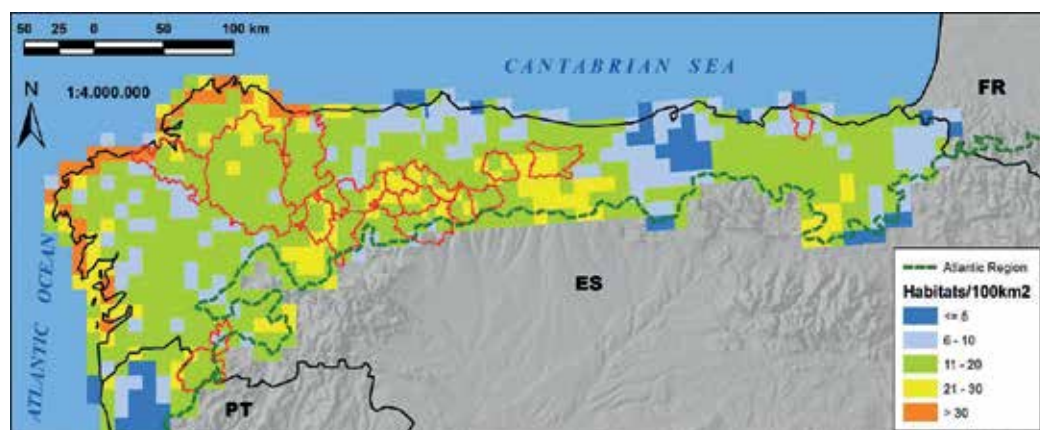 50 25 0 50 100 km
N
1:4.000.000
CANTABRIAN SEA
FR
ATLANTIC OCEAN
ES
PT
Atlantic Region
Habitats/100km2
<= 5
6 - 10
11 - 20
21 - 30
> 30